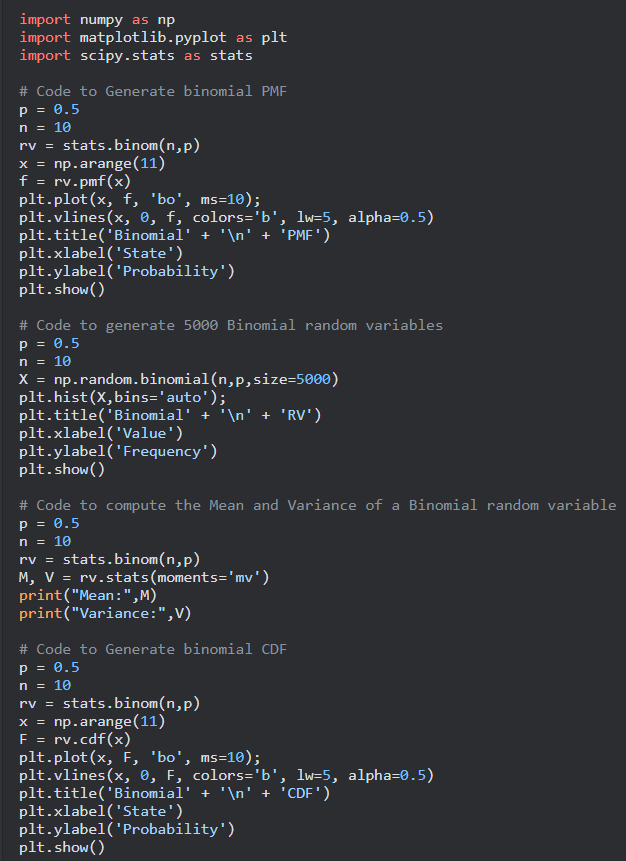 import numpy as np
import matplotlib.pyplot as plt
import scipy.stats as stats
# Code to Generate binomial PMF
p = 0.5
n = 10
rv = stats.binom(n,p)
x = np.arange(11)
f = rv.pmf(x)
plt.plot(x, f, 'bo', ms=10);
plt.vlines(x, 0, f, colors='b', lw=5, alpha=0.5)
plt.title('Binomial' + '\n' + 'PMF')
plt.xlabel('State')
plt.ylabel('Probability')
plt.show()
# Code to generate 5000 Binomial random variables
p = 0.5
n = 10
X = np.random.binomial(n,p,size=5000)
plt.hist(X,bins='auto');
plt.title('Binomial' + '\n' + 'RV')
plt.xlabel('Value')
plt.ylabel('Frequency')
plt.show()
# Code to compute the Mean and Variance of a Binomial random variable
p = 0.5
n = 10
rv = stats.binom(n,p)
M, V = rv.stats(moments='mv')
print("Mean:",M)
print("Variance:",V)
# Code to Generate binomial CDF
p = 0.5
n = 10
rv = stats.binom(n,p)
x = np.arange(11)
F = rv.cdf(x)
plt.plot(x, F, 'bo', ms=10);
plt.vlines(x, 0, F, colors='b', lw=5, alpha=0.5)
plt.title('Binomial' + '\n' + 'CDF')
plt.xlabel('State')
plt.ylabel('Probability')
plt.show()